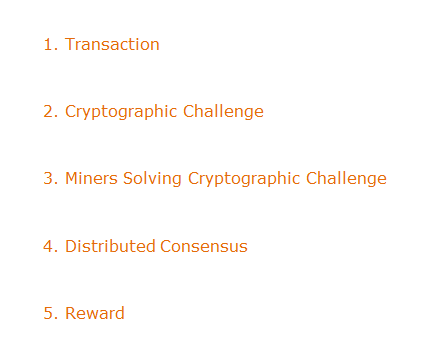 1. Transaction
2. Cryptographic Challenge
3. Miners Solving Cryptographic Challenge
4. Distributed Consensus
5. Reward